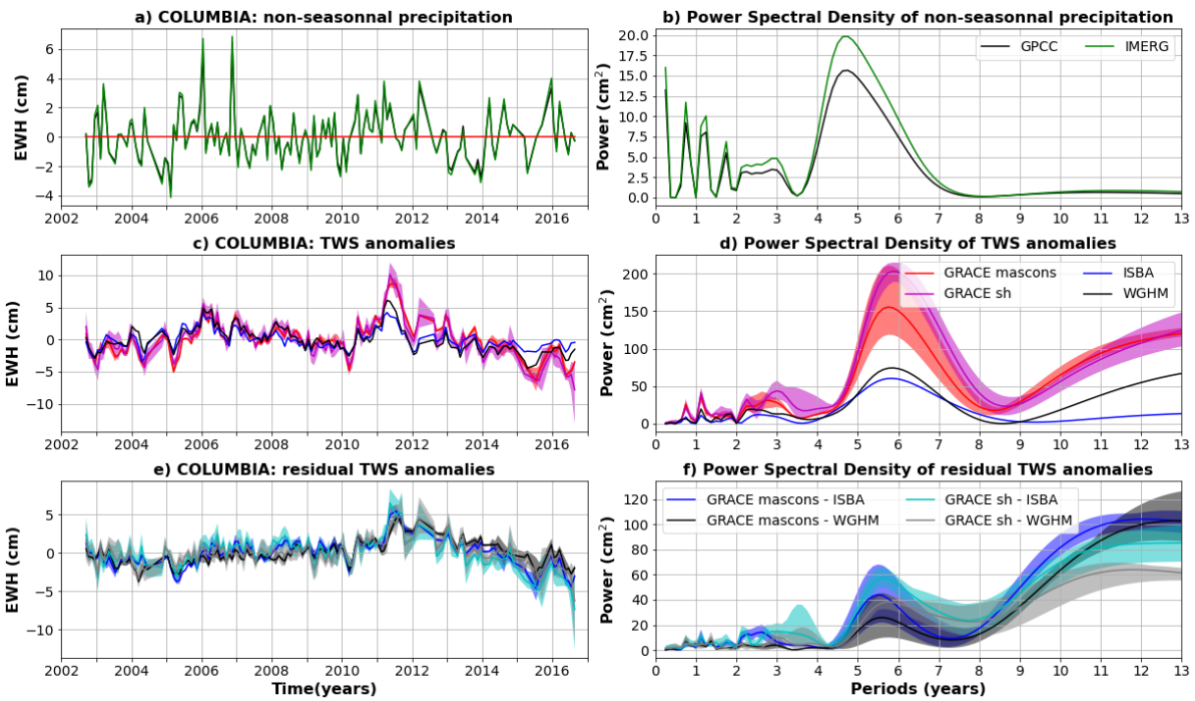 a) COLUMBIA: non-seasonnal precipitation
EWH (cm)
6
4
2
0
−2
−4
2002 2004 2006 2008 2010 2012 2014 2016
b) Power Spectral Density of non-seasonnal precipitation
Power (cm²)
20.0
17.5
15.0
12.5
10.0
7.5
5.0
2.5
0.0
GPCC IMERG
0 1 2 3 4 5 6 7 8 9 10 11 12 13
c) COLUMBIA: TWS anomalies
EWH (cm)
10
5
0
−5
−10
2002 2004 2006 2008 2010 2012 2014 2016
d) Power Spectral Density of TWS anomalies
Power (cm²)
200
150
100
50
0
GRACE mascons ISBA
GRACE sh WGHM
0 1 2 3 4 5 6 7 8 9 10 11 12 13
e) COLUMBIA: residual TWS anomalies
EWH (cm)
5
0
−5
−10
2002 2004 2006 2008 2010 2012 2014 2016
Time(years)
f) Power Spectral Density of residual TWS anomalies
Power (cm²)
120
100
80
60
40
20
0
GRACE mascons - ISBA GRACE sh - ISBA
GRACE mascons - WGHM GRACE sh - WGHM
0 1 2 3 4 5 6 7 8 9 10 11 12 13
Periods (years)